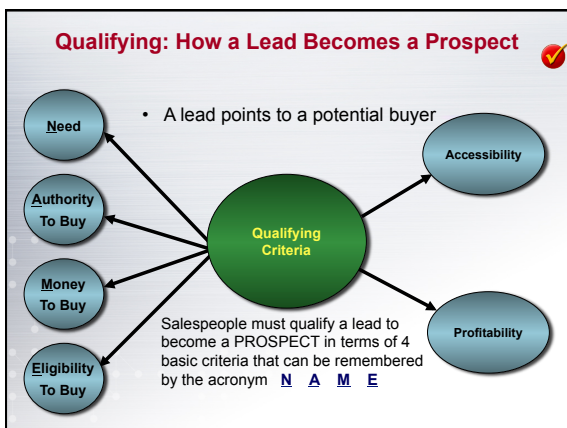 Qualifying: How a Lead Becomes a Prospect
• A lead points to a potential buyer
Need
Authority
To Buy
Money
To Buy
Eligibility
To Buy
Qualifying
Criteria
Accessibility
Profitability
Salespeople must qualify a lead to
become a PROSPECT in terms of 4
basic criteria that can be remembered
by the acronym N A M E